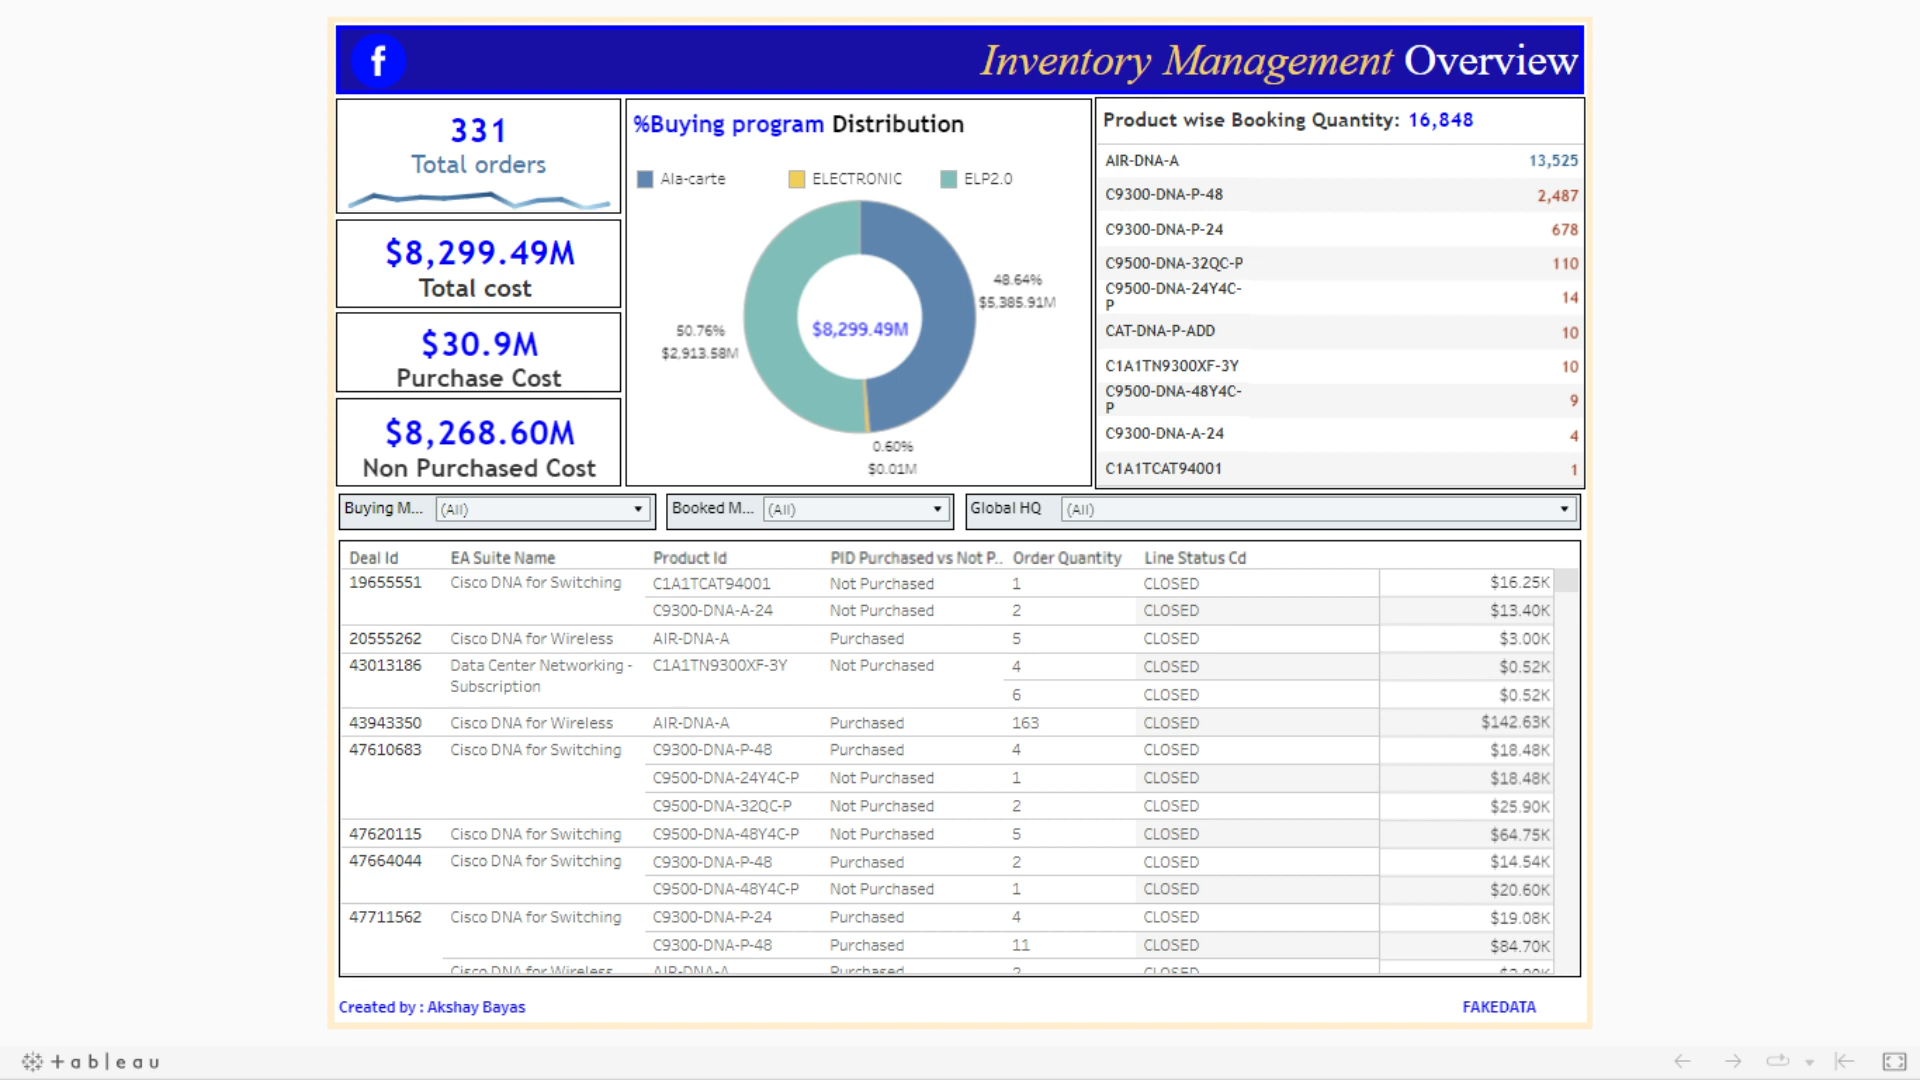 f
Inventory Management Overview
331
Total orders
$8,299.49M
Total cost
$30.9M
Purchase Cost
$8,268.60M
Non Purchased Cost
%Buying program Distribution
Ala-carte ELECTRONIC ELP2.0
48.64%
$5,385.91M
50.76%
$2,913.58M
$8,299.49M
0.60%
$0.01M
Product wise Booking Quantity: 16,848
AIR-DNA-A 13,525
C9300-DNA-P-48 2,487
C9300-DNA-P-24 678
C9500-DNA-32QC-P 110
C9500-DNA-24Y4C-
P 14
CAT-DNA-P-ADD 10
C1A1TN9300XF-3Y 10
C9500-DNA-48Y4C-
P 9
C9300-DNA-A-24 4
C1A1TCAT94001 1
Buying M... (All) Booked M... (All) Global HQ (All)
Deal Id EA Suite Name Product Id PID Purchased vs Not P.. Order Quantity Line Status Cd
19655551 Cisco DNA for Switching C1A1TCAT94001 Not Purchased 1 CLOSED $16.25K
C9300-DNA-A-24 Not Purchased 2 CLOSED $13.40K
20555262 Cisco DNA for Wireless AIR-DNA-A Purchased 5 CLOSED $3.00K
43013186 Data Center Networking - C1A1TN9300XF-3Y Not Purchased 4 CLOSED $0.52K
Subscription 6 CLOSED $0.52K
43943350 Cisco DNA for Wireless AIR-DNA-A Purchased 163 CLOSED $142.63K
47610683 Cisco DNA for Switching C9300-DNA-P-48 Purchased 4 CLOSED $18.48K
C9500-DNA-24Y4C-P Not Purchased 1 CLOSED $18.48K
C9500-DNA-32QC-P Not Purchased 2 CLOSED $25.90K
47620115 Cisco DNA for Switching C9500-DNA-48Y4C-P Not Purchased 5 CLOSED $64.75K
47664044 Cisco DNA for Switching C9300-DNA-P-48 Purchased 2 CLOSED $14.54K
C9500-DNA-48Y4C-P Not Purchased 1 CLOSED $20.60K
47711562 Cisco DNA for Switching C9300-DNA-P-24 Purchased 4 CLOSED $19.08K
C9300-DNA-P-48 Purchased 11 CLOSED $84.70K
Cisco DNA for Wireless AIR-DNA-A Purchased CLOSED
Created by : Akshay Bayas FAKEDATA
+ableau